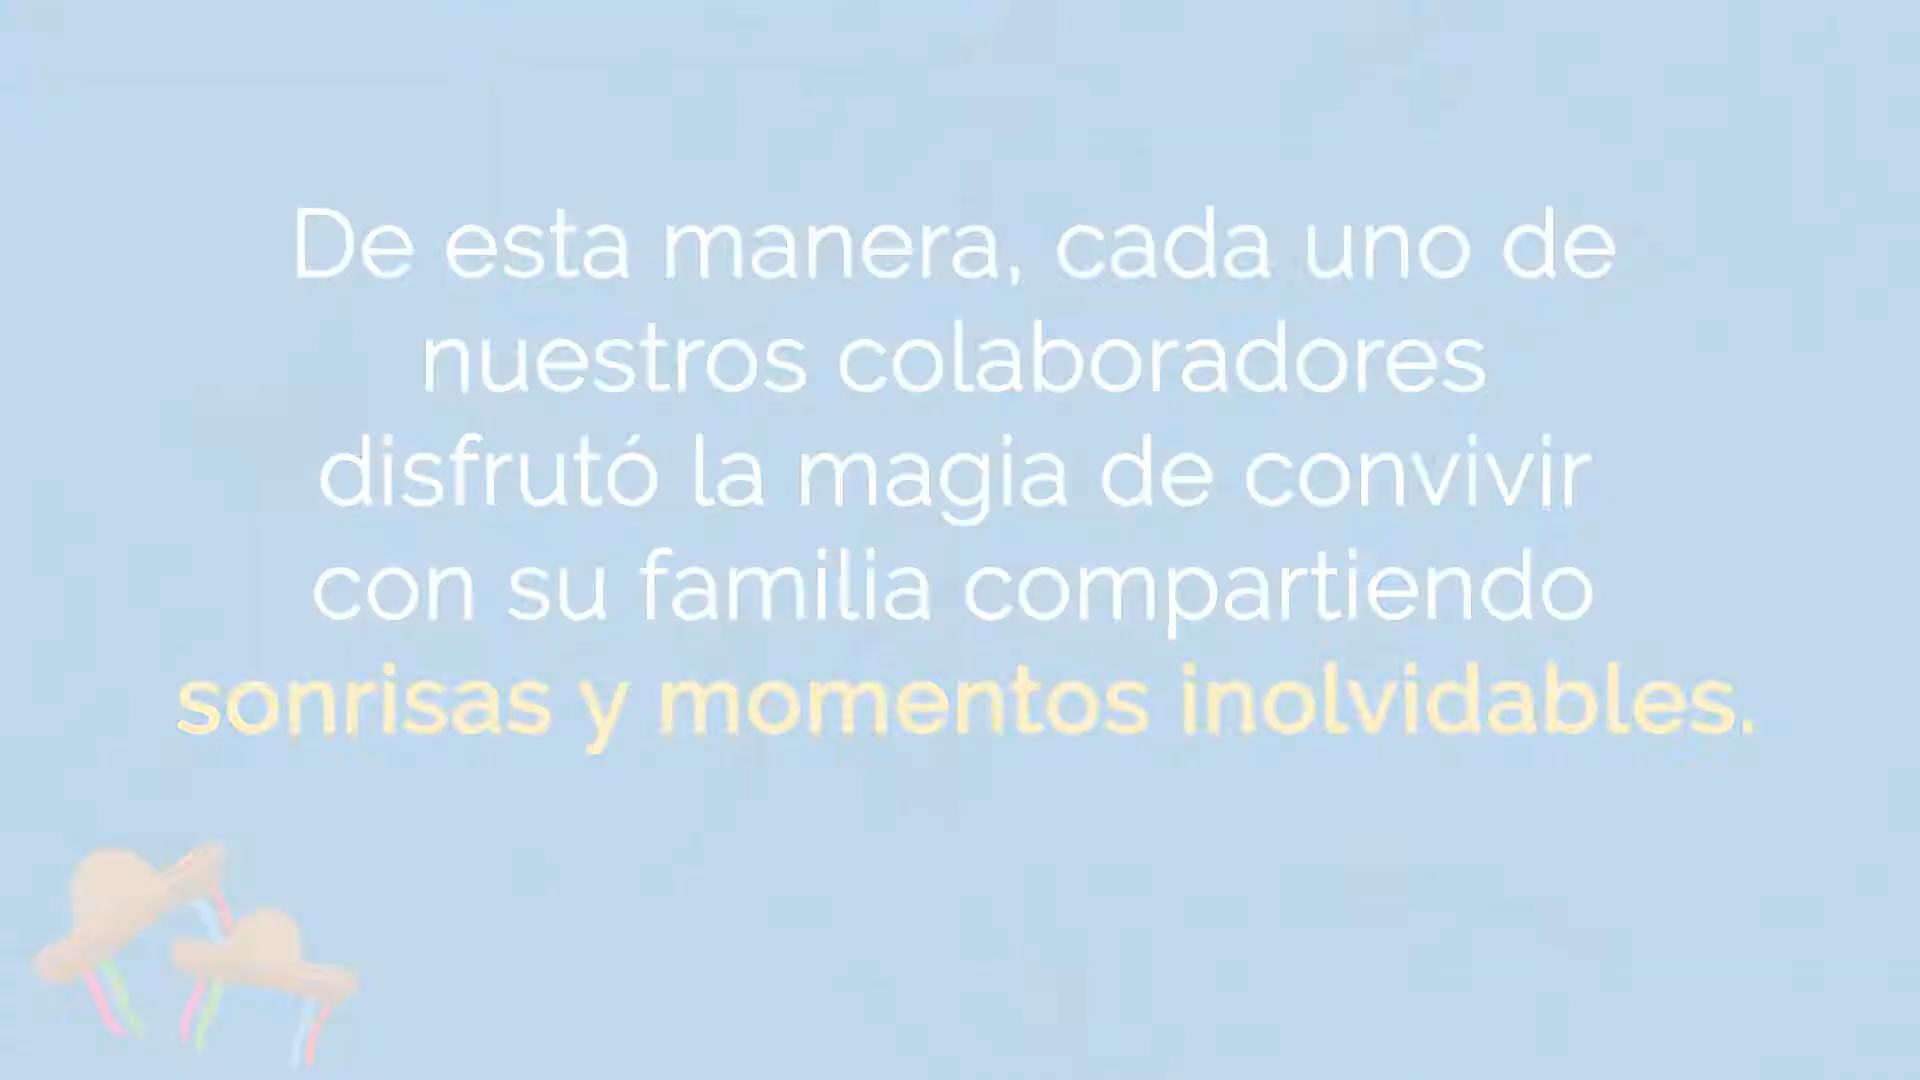 De esta manera, cada uno de
nuestros colaboradores
disfrutó la magia de convivir
con su familia compartiendo
sonrisas y momentos inolvidables.